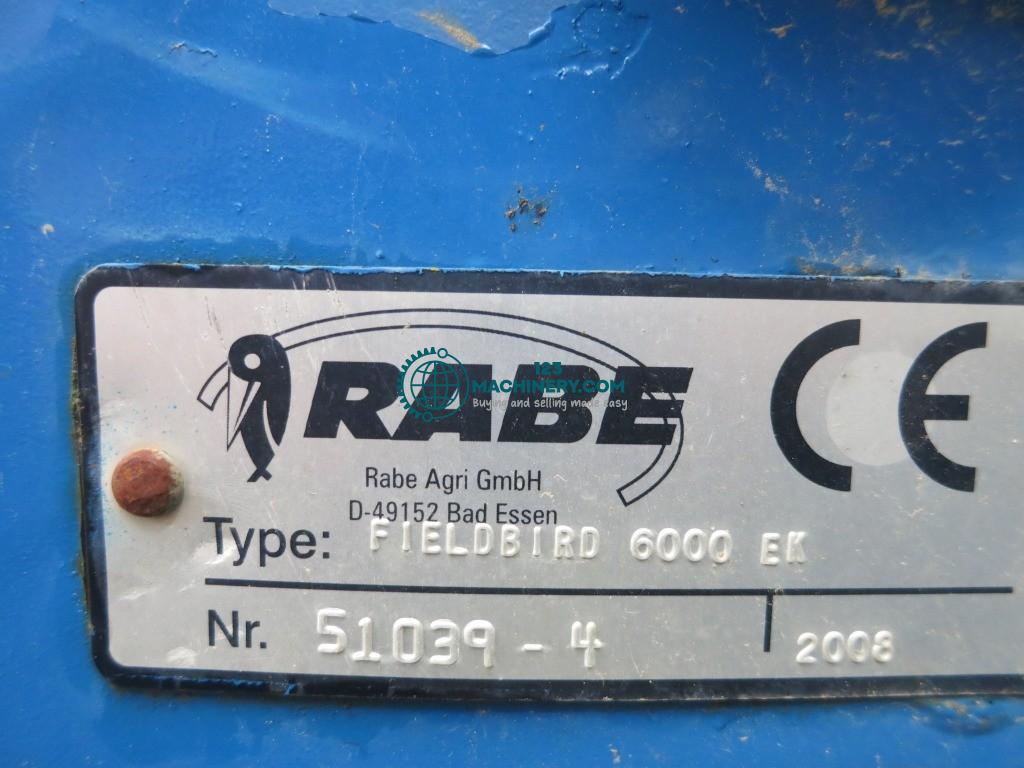 RABE
125
MACHINERY.COM
Buying and selling made easy
CE
Rabe Agri GmbH
D-49152 Bad Essen
Type: FIELDBIRD 6000 EK
Nr. 51039-4 2008